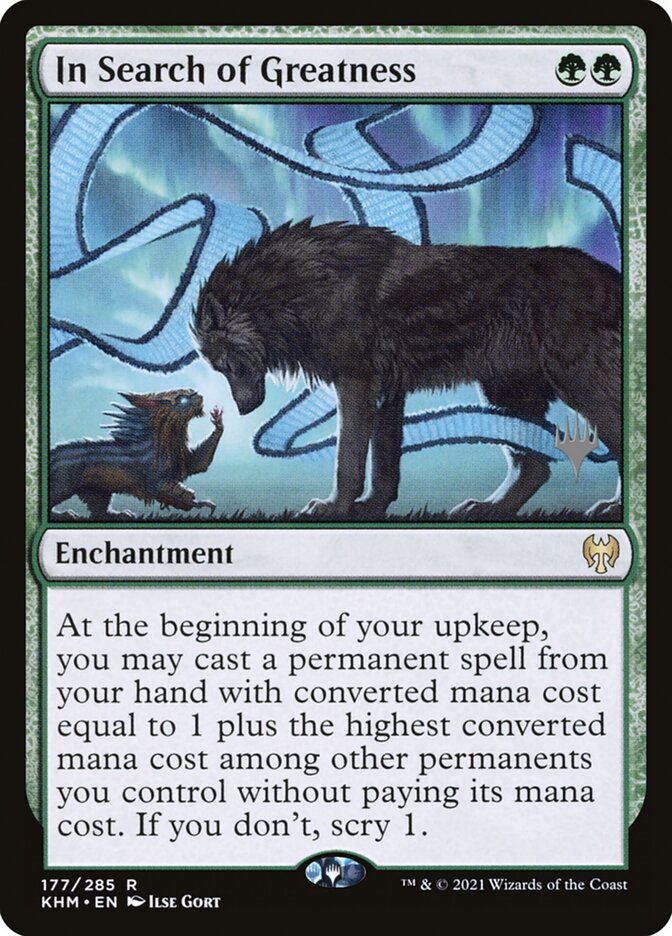 In Search of Greatness
Enchantment
At the beginning of your upkeep,
you may cast a permanent spell from
your hand with converted mana cost
equal to 1 plus the highest converted
mana cost among other permanents
you control without paying its mana
cost. If you don't, scry 1.
177/285 R
™ & © 2021 Wizards of the Coast
KHM • EN Ilse Gort